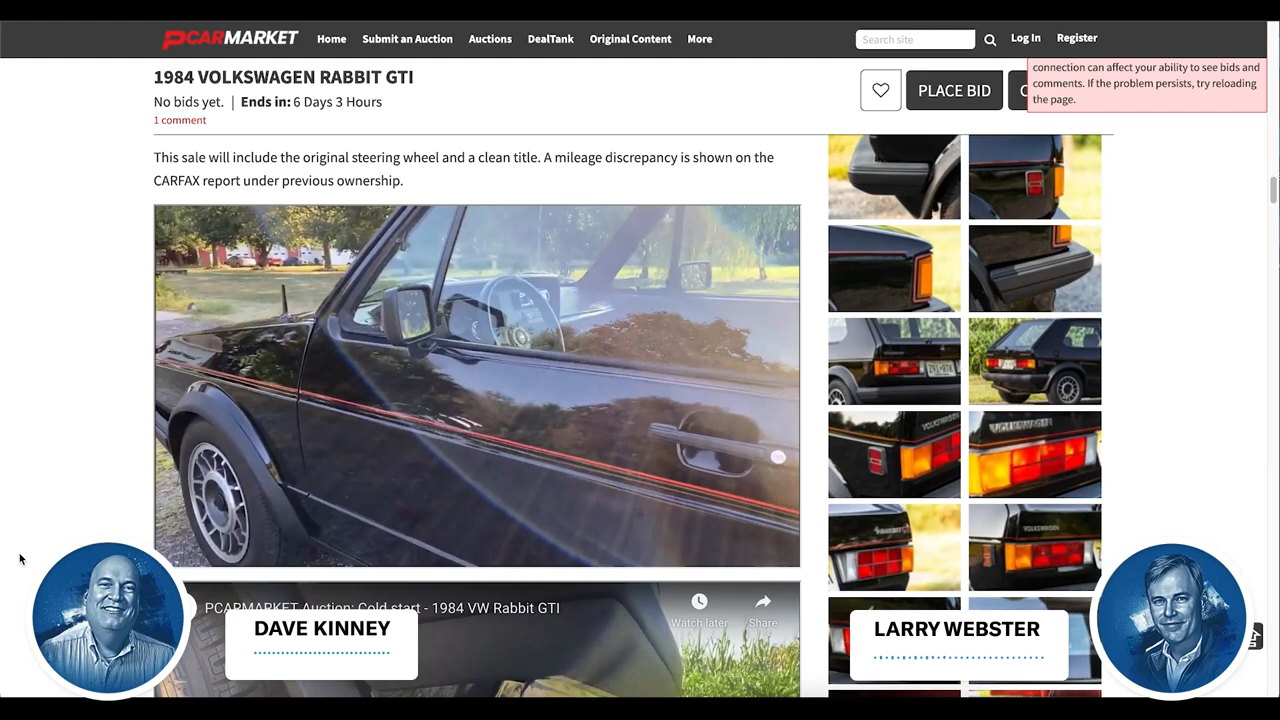 PCARMARKET
Home
Submit an Auction
Auctions
DealTank
Original Content
More
Search site
Log In
Register
1984 VOLKSWAGEN RABBIT GTI
No bids yet. | Ends in: 6 Days 3 Hours
1 comment
PLACE BID
connection can affect your ability to see bids and
comments. If the problem persists, try reloading
the page.
This sale will include the original steering wheel and a clean title. A mileage discrepancy is shown on the
CARFAX report under previous ownership.
VOLKSWAGEN
VOLKSWAGEN
VOLKSWAGEN
PCARMARKET Auction: Cold start - 1984 VW Rabbit GTI
Watch later
Share
DAVE KINNEY
LARRY WEBSTER